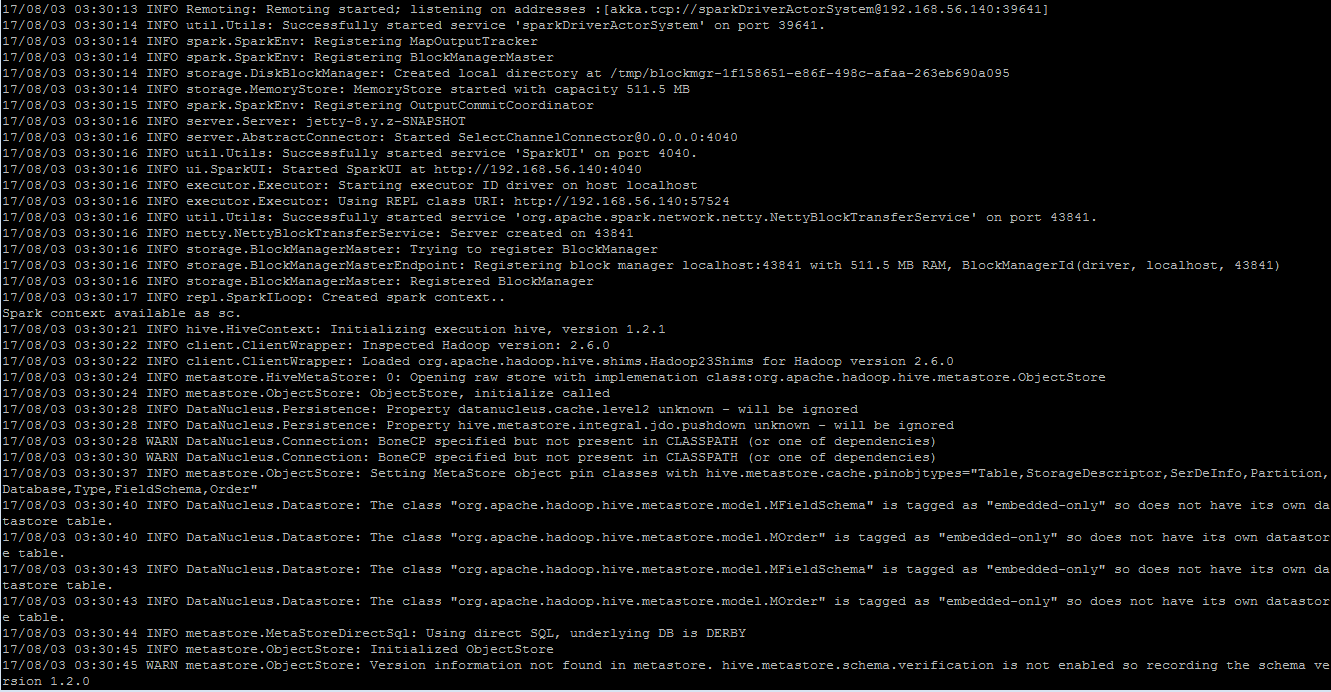 17/08/03 03:30:13 INFO Remoting: Remoting started; listening on addresses :[akka.tcp://sparkDriverActorSystem@192.168.56.140:39641]
17/08/03 03:30:14 INFO util.Utils: Successfully started service 'sparkDriverActorSystem' on port 39641.
17/08/03 03:30:14 INFO spark.SparkEnv: Registering MapOutputTracker
17/08/03 03:30:14 INFO spark.SparkEnv: Registering BlockManagerMaster
17/08/03 03:30:14 INFO storage.DiskBlockManager: Created local directory at /tmp/blockmgr-1f158651-e86f-498c-afaa-263eb690a095
17/08/03 03:30:14 INFO storage.MemoryStore: MemoryStore started with capacity 511.5 MB
17/08/03 03:30:15 INFO spark.SparkEnv: Registering OutputCommitCoordinator
17/08/03 03:30:16 INFO server.Server: jetty-8.y.z-SNAPSHOT
17/08/03 03:30:16 INFO server.AbstractConnector: Started SelectChannelConnector@0.0.0.0:4040
17/08/03 03:30:16 INFO util.Utils: Successfully started service 'SparkUI' on port 4040.
17/08/03 03:30:16 INFO ui.SparkUI: Started SparkUI at http://192.168.56.140:4040
17/08/03 03:30:16 INFO executor.Executor: Starting executor ID driver on host localhost
17/08/03 03:30:16 INFO executor.Executor: Using REPL class URI: http://192.168.56.140:57524
17/08/03 03:30:16 INFO util.Utils: Successfully started service 'org.apache.spark.network.netty.NettyBlockTransferService' on port 43841.
17/08/03 03:30:16 INFO netty.NettyBlockTransferService: Server created on 43841
17/08/03 03:30:16 INFO storage.BlockManagerMaster: Trying to register BlockManager
17/08/03 03:30:16 INFO storage.BlockManagerMasterEndpoint: Registering block manager localhost:43841 with 511.5 MB RAM, BlockManagerId(driver, localhost, 43841)
17/08/03 03:30:16 INFO storage.BlockManagerMaster: Registered BlockManager
17/08/03 03:30:17 INFO repl.SparkILoop: Created spark context..
Spark context available as sc.
17/08/03 03:30:21 INFO hive.HiveContext: Initializing execution hive, version 1.2.1
17/08/03 03:30:22 INFO client.ClientWrapper: Inspected Hadoop version: 2.6.0
17/08/03 03:30:22 INFO client.ClientWrapper: Loaded org.apache.hadoop.hive.shims.Hadoop23Shims for Hadoop version 2.6.0
17/08/03 03:30:24 INFO metastore.HiveMetaStore: 0: Opening raw store with implemenation class:org.apache.hadoop.hive.metastore.ObjectStore
17/08/03 03:30:24 INFO metastore.ObjectStore: ObjectStore, initialize called
17/08/03 03:30:28 INFO DataNucleus.Persistence: Property datanucleus.cache.level2 unknown - will be ignored
17/08/03 03:30:28 INFO DataNucleus.Persistence: Property hive.metastore.integral.jdo.pushdown unknown - will be ignored
17/08/03 03:30:28 WARN DataNucleus.Connection: BoneCP specified but not present in CLASSPATH (or one of dependencies)
17/08/03 03:30:30 WARN DataNucleus.Connection: BoneCP specified but not present in CLASSPATH (or one of dependencies)
17/08/03 03:30:37 INFO metastore.ObjectStore: Setting MetaStore object pin classes with hive.metastore.cache.pinobjtypes="Table,StorageDescriptor,SerDeInfo,Partition,
Database,Type,FieldSchema,Order"
17/08/03 03:30:40 INFO DataNucleus.Datastore: The class "org.apache.hadoop.hive.metastore.model.MFieldSchema" is tagged as "embedded-only" so does not have its own da
tastore table.
17/08/03 03:30:40 INFO DataNucleus.Datastore: The class "org.apache.hadoop.hive.metastore.model.MOrder" is tagged as "embedded-only" so does not have its own datastor
e table.
17/08/03 03:30:43 INFO DataNucleus.Datastore: The class "org.apache.hadoop.hive.metastore.model.MFieldSchema" is tagged as "embedded-only" so does not have its own da
tastore table.
17/08/03 03:30:43 INFO DataNucleus.Datastore: The class "org.apache.hadoop.hive.metastore.model.MOrder" is tagged as "embedded-only" so does not have its own datastor
e table.
17/08/03 03:30:44 INFO metastore.MetaStoreDirectSql: Using direct SQL, underlying DB is DERBY
17/08/03 03:30:45 INFO metastore.ObjectStore: Initialized ObjectStore
17/08/03 03:30:45 WARN metastore.ObjectStore: Version information not found in metastore. hive.metastore.schema.verification is not enabled so recording the schema ve
rsion 1.2.0